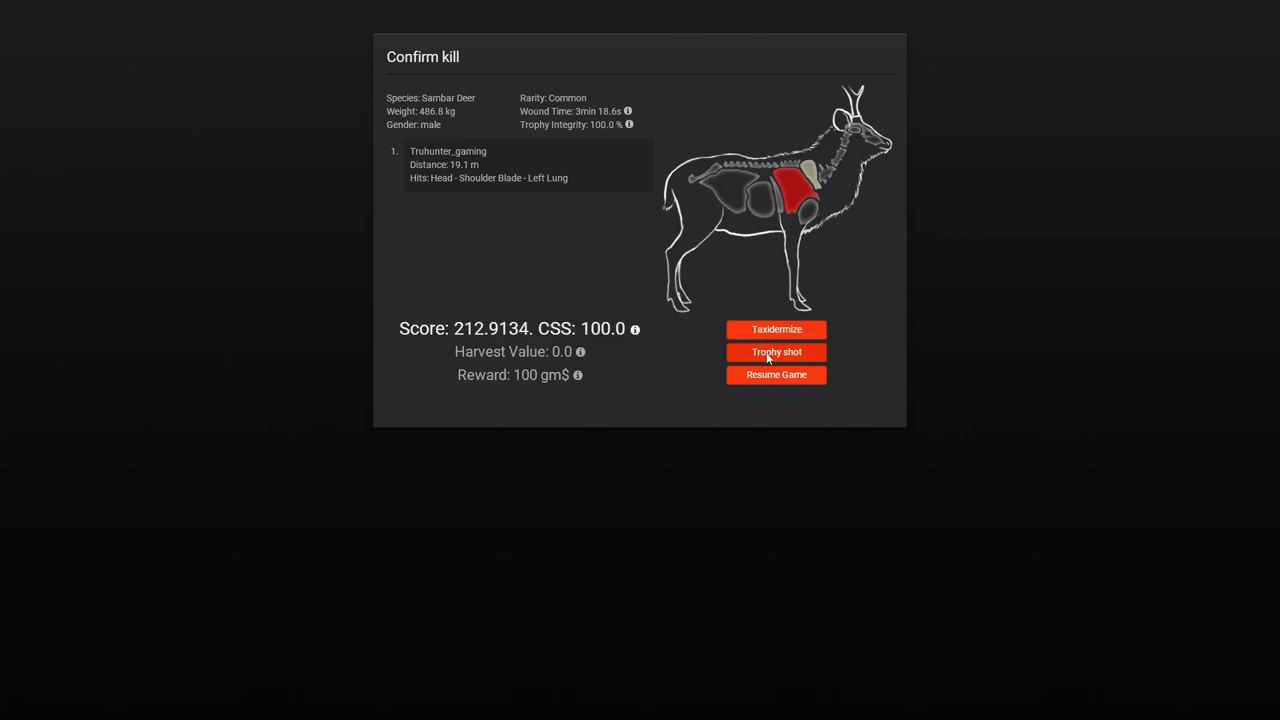 Confirm kill
Species: Sambar Deer
Weight: 486.8 kg
Gender: male
Rarity: Common
Wound Time: 3min 18.6s
Trophy Integrity: 100.0 %
1.
Truhunter_gaming
Distance: 19.1 m
Hits: Head - Shoulder Blade - Left Lung
Score: 212.9134. CSS: 100.0
Harvest Value: 0.0
Reward: 100 gm$
Taxidermize
Trophy shot
Resume Game